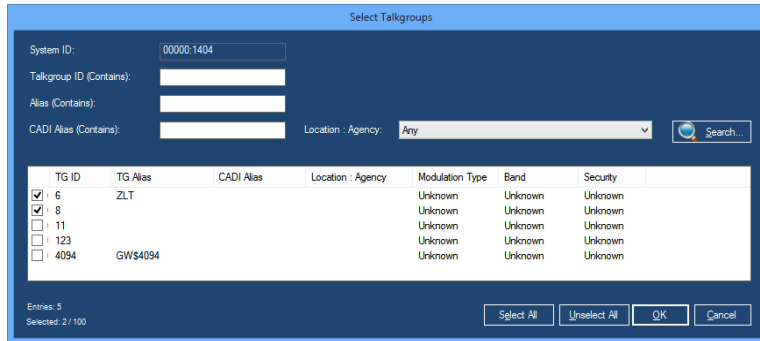 Select Talkgroups
System ID: 00000:1404
Talkgroup ID (Contains):
Alias (Contains):
CADI Alias (Contains): Location : Agency: Any Search...
TG ID TG Alias CADI Alias Location : Agency Modulation Type Band Security
6 ZLT Unknown Unknown Unknown
8 Unknown Unknown Unknown
11 Unknown Unknown Unknown
123 Unknown Unknown Unknown
4094 GW$4094 Unknown Unknown Unknown
Entries: 5
Selected: 2 / 100
Select All Unselect All OK Cancel